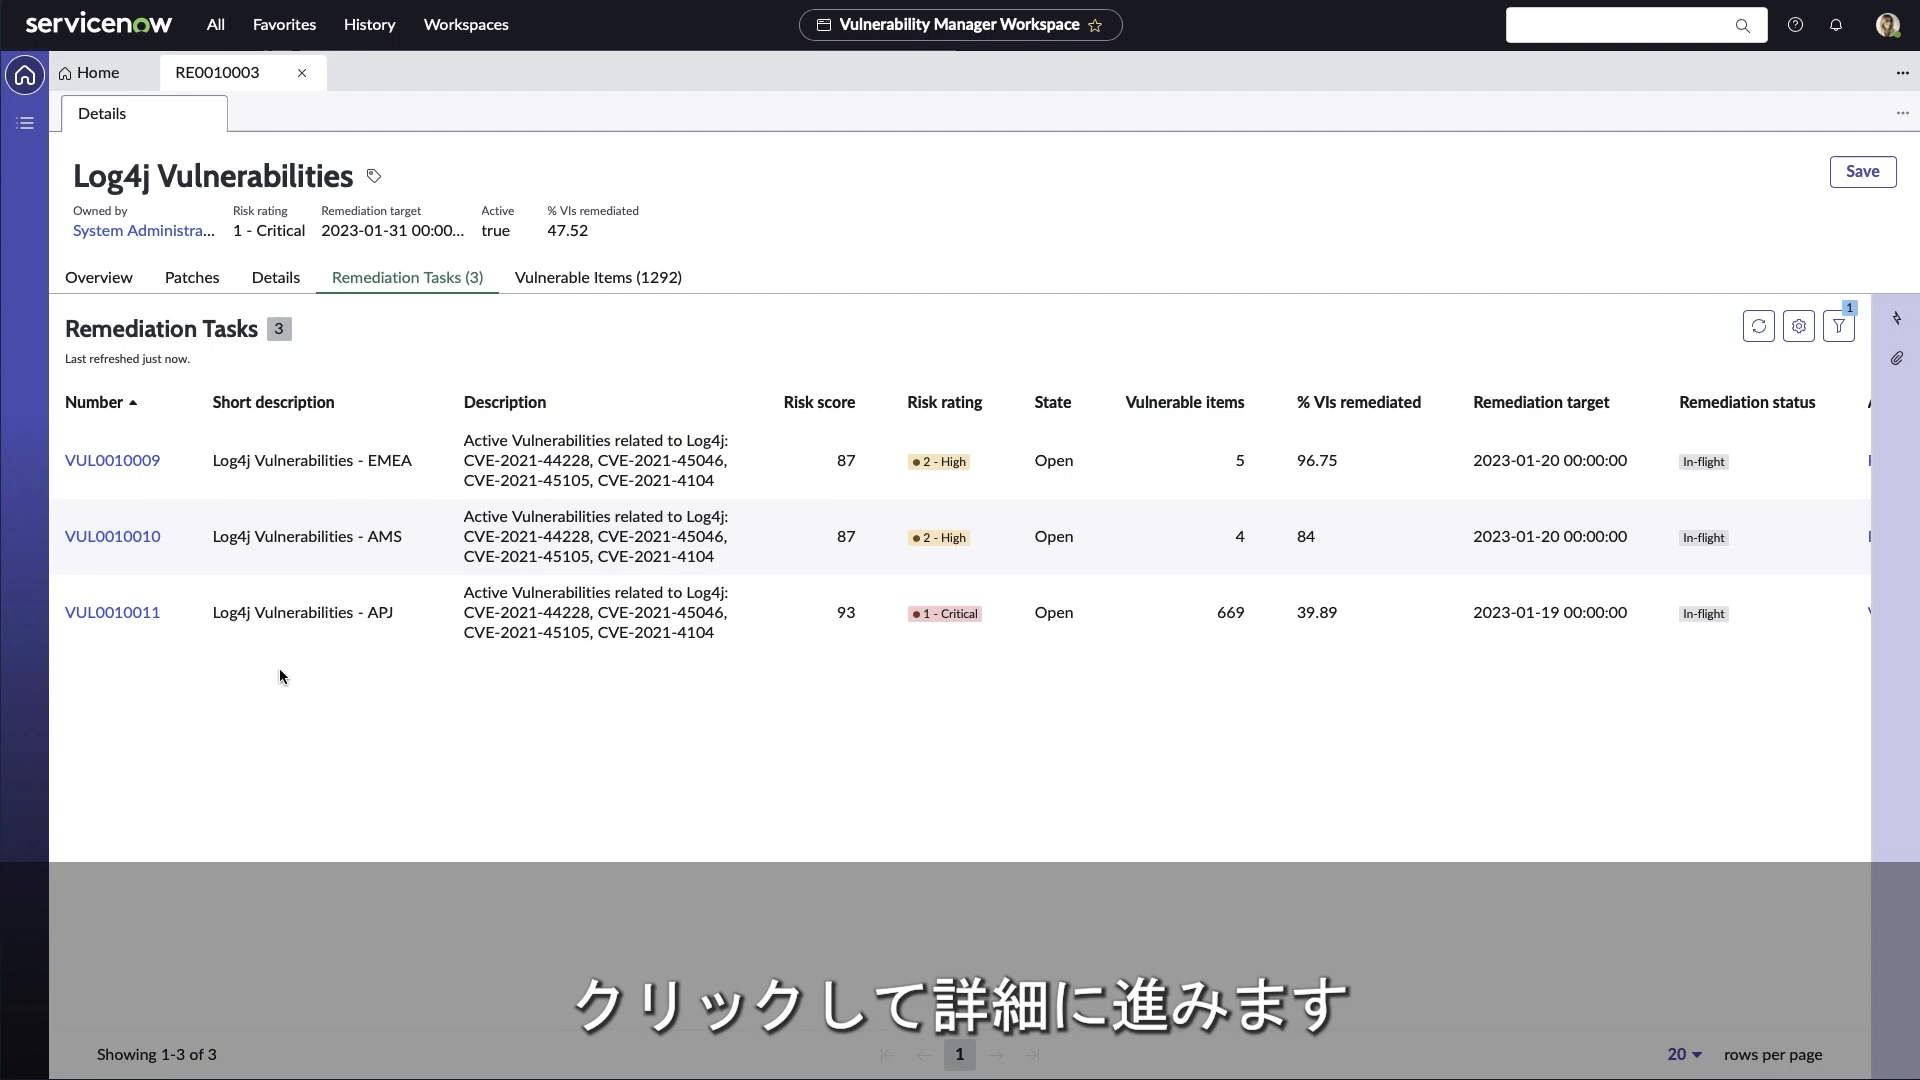 servicenow
All
Favorites
History
Workspaces
Vulnerability Manager Workspace
Home
RE0010003
Details
Log4j Vulnerabilities
Save
Owned by
System Administra...
Risk rating
1 - Critical
Remediation target
2023-01-31 00:00...
Active
true
% VIs remediated
47.52
Overview
Patches
Details
Remediation Tasks (3)
Vulnerable Items (1292)
Remediation Tasks 3
1
Last refreshed just now.
Number
Short description
Description
Risk score
Risk rating
State
Vulnerable items
% VIs remediated
Remediation target
Remediation status
VUL0010009
Log4j Vulnerabilities - EMEA
Active Vulnerabilities related to Log4j:
CVE-2021-44228, CVE-2021-45046,
CVE-2021-45105, CVE-2021-4104
87
2 - High
Open
5
96.75
2023-01-20 00:00:00
In-flight
VUL0010010
Log4j Vulnerabilities - AMS
Active Vulnerabilities related to Log4j:
CVE-2021-44228, CVE-2021-45046,
CVE-2021-45105, CVE-2021-4104
87
2 - High
Open
4
84
2023-01-20 00:00:00
In-flight
VUL0010011
Log4j Vulnerabilities - APJ
Active Vulnerabilities related to Log4j:
CVE-2021-44228, CVE-2021-45046,
CVE-2021-45105, CVE-2021-4104
93
1 - Critical
Open
669
39.89
2023-01-19 00:00:00
In-flight
クリックして詳細に進みます
Showing 1-3 of 3
1
20
rows per page